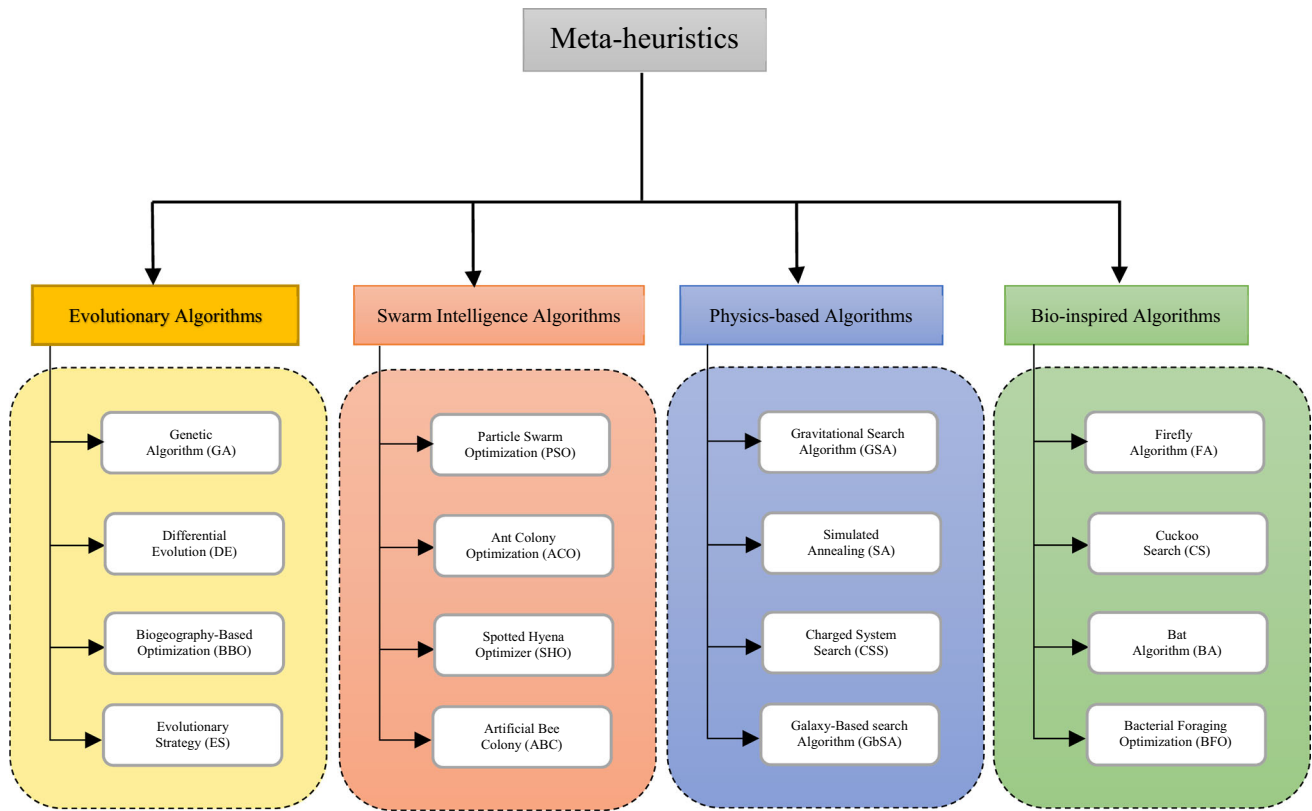 Meta-heuristics
Evolutionary Algorithms
Swarm Intelligence Algorithms
Physics-based Algorithms
Bio-inspired Algorithms
Genetic
Algorithm (GA)
Differential
Evolution (DE)
Biogeography-Based
Optimization (BBO)
Evolutionary
Strategy (ES)
Particle Swarm
Optimization (PSO)
Ant Colony
Optimization (ACO)
Spotted Hyena
Optimizer (SHO)
Artificial Bee
Colony (ABC)
Gravitational Search
Algorithm (GSA)
Simulated
Annealing (SA)
Charged System
Search (CSS)
Galaxy-Based search
Algorithm (GbSA)
Firefly
Algorithm (FA)
Cuckoo
Search (CS)
Bat
Algorithm (BA)
Bacterial Foraging
Optimization (BFO)